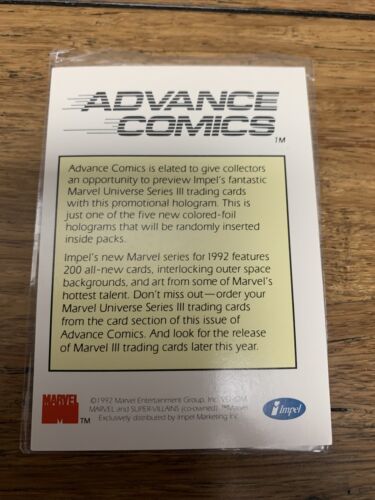 ADVANCE
COMICS
TM
Advance Comics is elated to give collectors
an opportunity to preview Impel's fantastic
Marvel Universe Series III trading cards
with this promotional hologram. This is
just one of the five new colored-foil
holograms that will be randomly inserted
inside packs.
Impel's new Marvel series for 1992 features
200 all-new cards, interlocking outer space
backgrounds, and art from some of Marvel's
hottest talent. Don't miss out—order your
Marvel Universe Series III trading cards
from the card section of this issue of
Advance Comics. And look for the release
of Marvel III trading cards later this year.
MARVEL
TM
©1992 Marvel Entertainment Group, Inc. VENOM,
MARVEL and SUPER-VILLAINS (co-owned) TM Marvel
Exclusively distributed by Impel Marketing Inc.
Impel